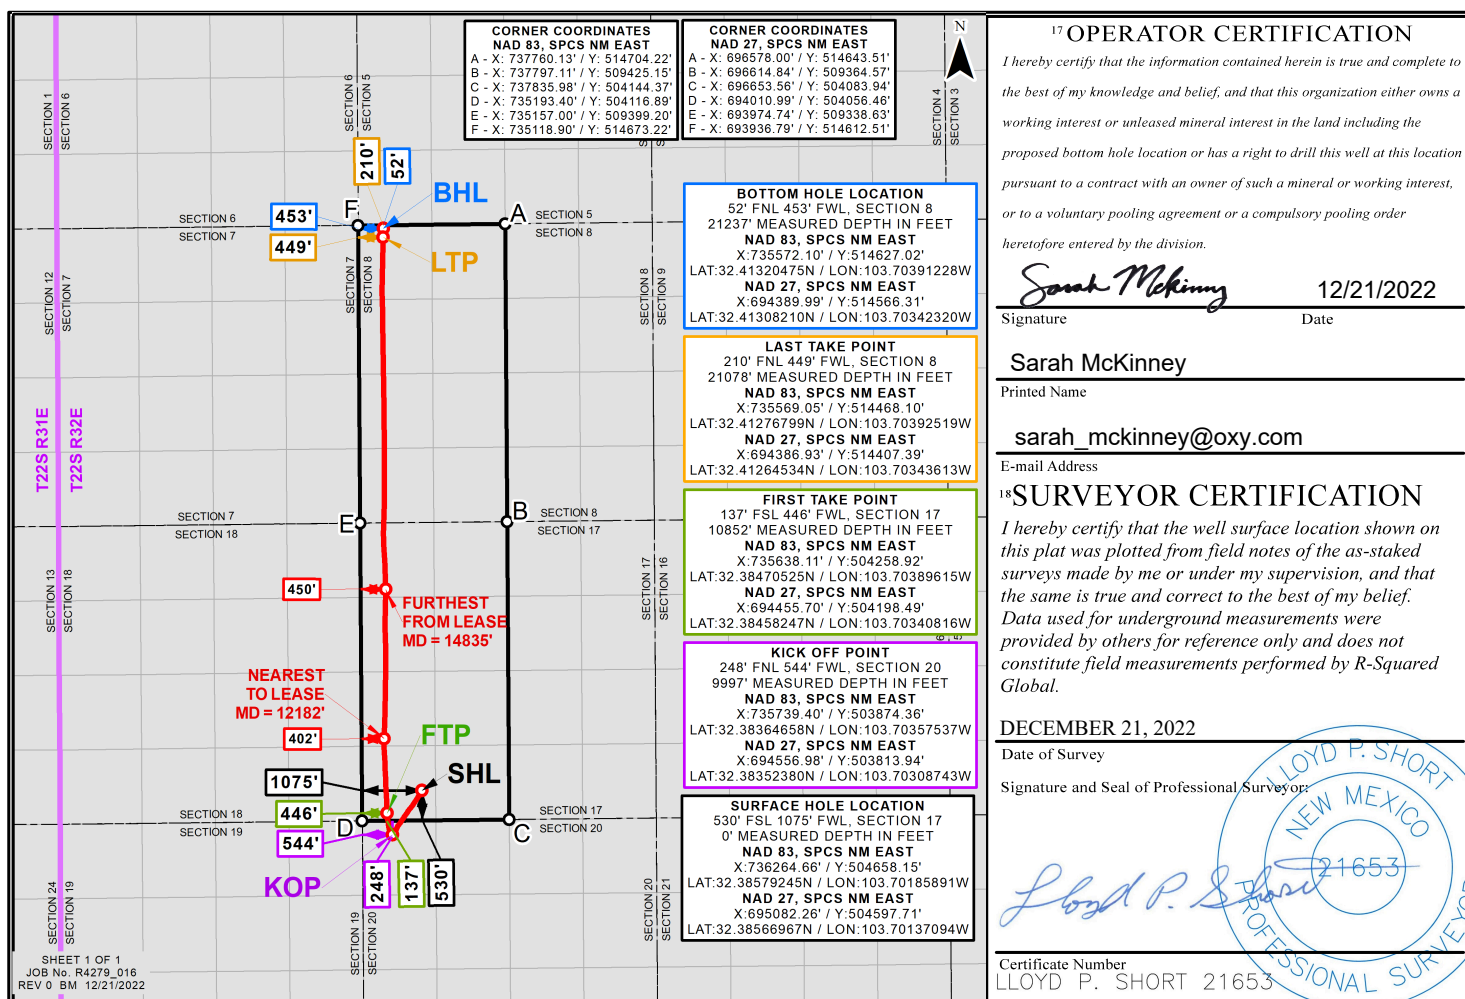 CORNER COORDINATES
NAD 83, SPCS NM EAST
A - X: 737760.13' / Y: 514704.22'
B - X: 737797.11' / Y: 509425.15'
C - X: 737835.98' / Y: 504144.37'
D - X: 735193.40' / Y: 504116.89'
E - X: 735157.00' / Y: 509399.20'
F - X: 735118.90' / Y: 514673.22'
CORNER COORDINATES
NAD 27, SPCS NM EAST
A - X: 696578.00' / Y: 514643.51'
B - X: 696614.84' / Y: 509364.57'
C - X: 696653.56' / Y: 504083.94'
D - X: 694010.99' / Y: 504056.46'
E - X: 693974.74' / Y: 509338.63'
F - X: 693936.79' / Y: 514612.51'
N
SECTION 1
SECTION 6
SECTION 6
SECTION 5
SECTION 4
SECTION 3
210'
52'
BHL
453'
F
A
SECTION 6
SECTION 7
SECTION 5
SECTION 8
449'
LTP
SECTION 12
SECTION 7
SECTION 7
SECTION 8
SECTION 8
SECTION 9
T22S R31E
T22S R32E
SECTION 7
SECTION 18
E
B
SECTION 8
SECTION 17
SECTION 13
SECTION 18
SECTION 17
SECTION 16
450'
FURTHEST
FROM LEASE
MD = 14835'
NEAREST
TO LEASE
MD = 12182'
402'
FTP
SHL
1075'
446'
544'
SECTION 18
SECTION 19
D
C
SECTION 17
SECTION 20
KOP
248'
137'
530'
SECTION 24
SECTION 19
SECTION 19
SECTION 20
SECTION 20
SECTION 21
SHEET 1 OF 1
JOB No. R4279_016
REV 0 BM 12/21/2022
BOTTOM HOLE LOCATION
52' FNL 453' FWL, SECTION 8
21237' MEASURED DEPTH IN FEET
NAD 83, SPCS NM EAST
X:735572.10' / Y:514627.02'
LAT:32.41320475N / LON:103.70391228W
NAD 27, SPCS NM EAST
X:694389.99' / Y:514566.31'
LAT:32.41308210N / LON:103.70342320W
LAST TAKE POINT
210' FNL 449' FWL, SECTION 8
21078' MEASURED DEPTH IN FEET
NAD 83, SPCS NM EAST
X:735569.05' / Y:514468.10'
LAT:32.41276799N / LON:103.70392519W
NAD 27, SPCS NM EAST
X:694386.93' / Y:514407.39'
LAT:32.41264534N / LON:103.70343613W
FIRST TAKE POINT
137' FSL 446' FWL, SECTION 17
10852' MEASURED DEPTH IN FEET
NAD 83, SPCS NM EAST
X:735638.11' / Y:504258.92'
LAT:32.38470525N / LON:103.70389615W
NAD 27, SPCS NM EAST
X:694455.70' / Y:504198.49'
LAT:32.38458247N / LON:103.70340816W
6
5
KICK OFF POINT
248' FNL 544' FWL, SECTION 20
9997' MEASURED DEPTH IN FEET
NAD 83, SPCS NM EAST
X:735739.40' / Y:503874.36'
LAT:32.38364658N / LON:103.70357537W
NAD 27, SPCS NM EAST
X:694556.98' / Y:503813.94'
LAT:32.38352380N / LON:103.70308743W
SURFACE HOLE LOCATION
530' FSL 1075' FWL, SECTION 17
0' MEASURED DEPTH IN FEET
NAD 83, SPCS NM EAST
X:736264.66' / Y:504658.15'
LAT:32.38579245N / LON:103.70185891W
NAD 27, SPCS NM EAST
X:695082.26' / Y:504597.71'
LAT:32.38566967N / LON:103.70137094W
17 OPERATOR CERTIFICATION
I hereby certify that the information contained herein is true and complete to
the best of my knowledge and belief, and that this organization either owns a
working interest or unleased mineral interest in the land including the
proposed bottom hole location or has a right to drill this well at this location
pursuant to a contract with an owner of such a mineral or working interest,
or to a voluntary pooling agreement or a compulsory pooling order
heretofore entered by the division.
Sarah McKinney 12/21/2022
Signature Date
Sarah McKinney
Printed Name
sarah_mckinney@oxy.com
E-mail Address
18 SURVEYOR CERTIFICATION
I hereby certify that the well surface location shown on
this plat was plotted from field notes of the as-staked
surveys made by me or under my supervision, and that
the same is true and correct to the best of my belief.
Data used for underground measurements were
provided by others for reference only and does not
constitute field measurements performed by R-Squared
Global.
DECEMBER 21, 2022
Date of Survey
Signature and Seal of Professional Surveyor:
LLOYD P. SHORT
NEW MEXICO
21653
PROFESSIONAL SURVEYOR
Lloyd P. Short
Certificate Number
LLOYD P. SHORT 21653